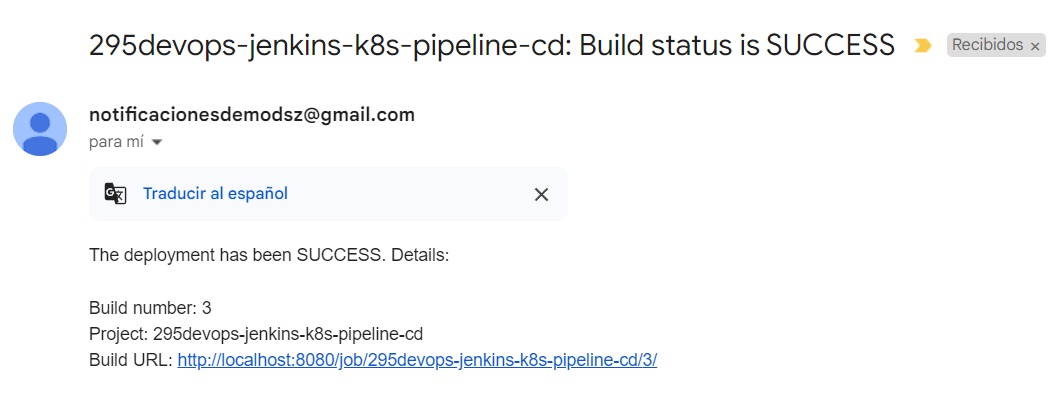 295devops-jenkins-k8s-pipeline-cd: Build status is SUCCESS Recibidos ×
notificacionesdemodsz@gmail.com
para mí
Traducir al español
The deployment has been SUCCESS. Details:
Build number: 3
Project: 295devops-jenkins-k8s-pipeline-cd
Build URL: http://localhost:8080/job/295devops-jenkins-k8s-pipeline-cd/3/